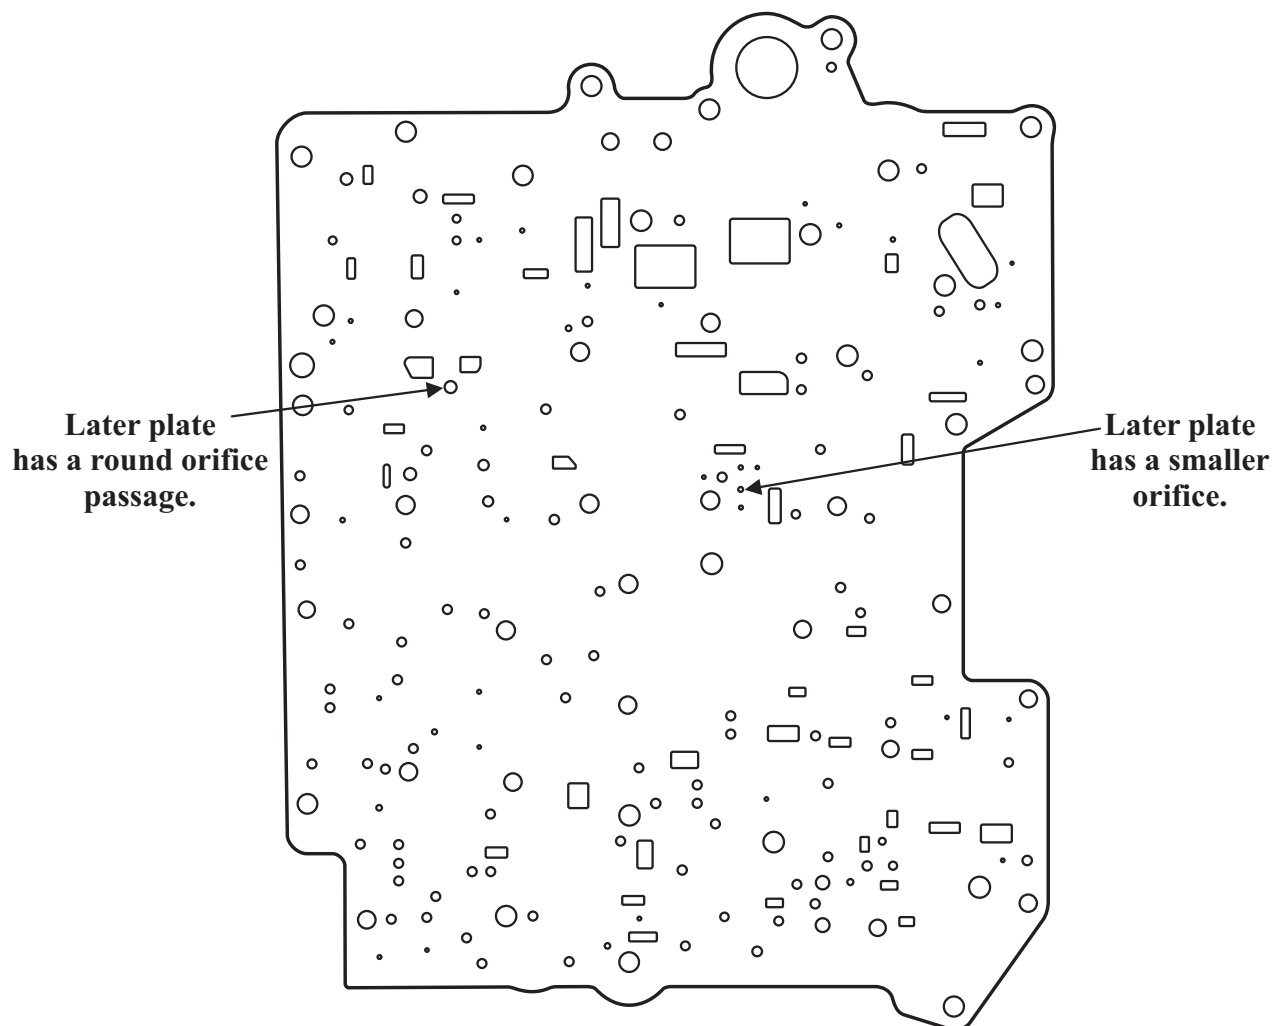 Later plate
has a round orifice
passage.
Later plate
has a smaller
orifice.